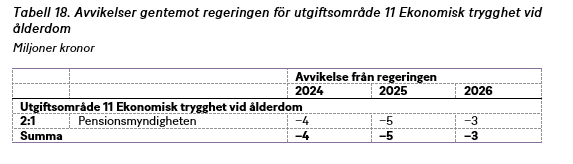 Tabell 18. Avvikelser gentemot regeringen för utgiftsområde 11 Ekonomisk trygghet vid
ålderdom
Miljoner kronor
Avvikelse från regeringen
2024 2025 2026
Utgiftsområde 11 Ekonomisk trygghet vid ålderdom
2:1 Pensionsmyndigheten −4 −5 −3
Summa −4 −5 −3